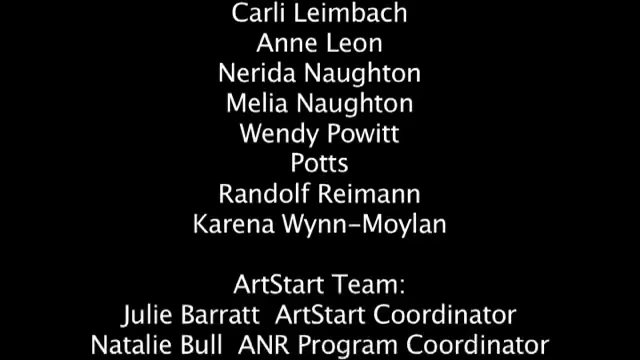 Carli Leimbach
Anne Leon
Nerida Naughton
Melia Naughton
Wendy Powitt
Potts
Randolf Reimann
Karena Wynn-Moylan
ArtStart Team:
Julie Barratt ArtStart Coordinator
Natalie Bull ANR Program Coordinator